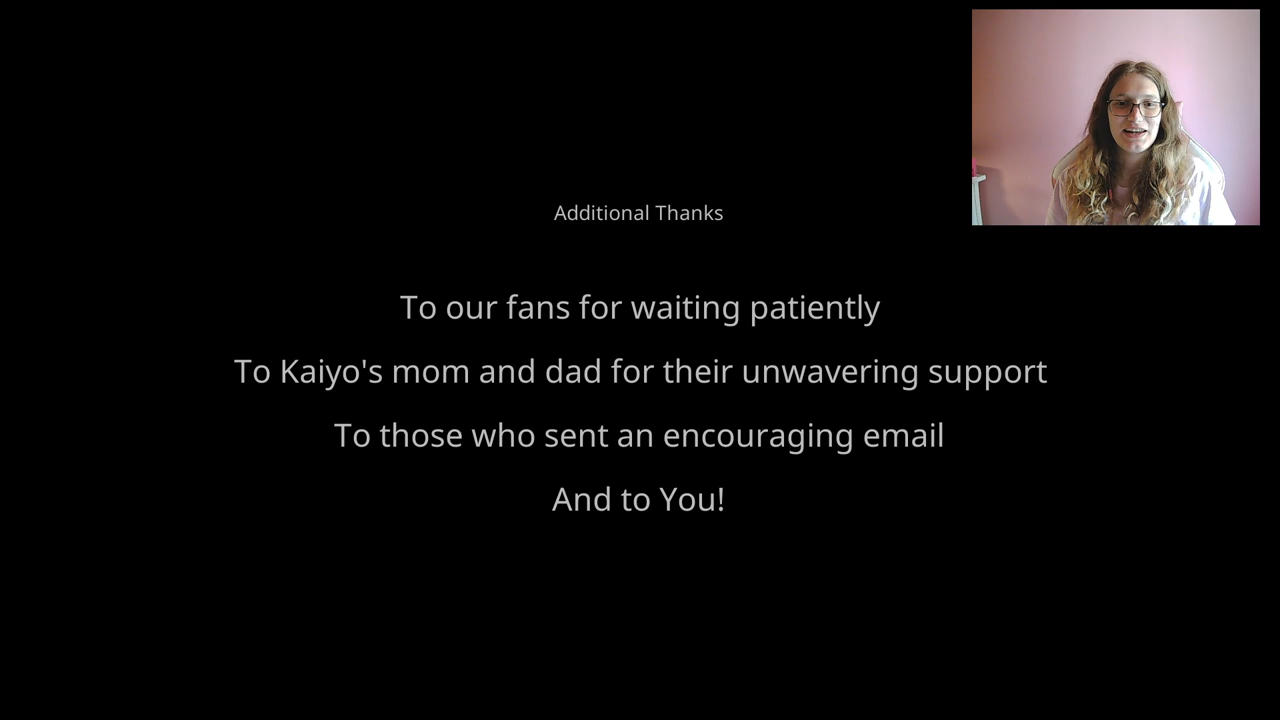 Additional Thanks
To our fans for waiting patiently
To Kaiyo's mom and dad for their unwavering support
To those who sent an encouraging email
And to You!